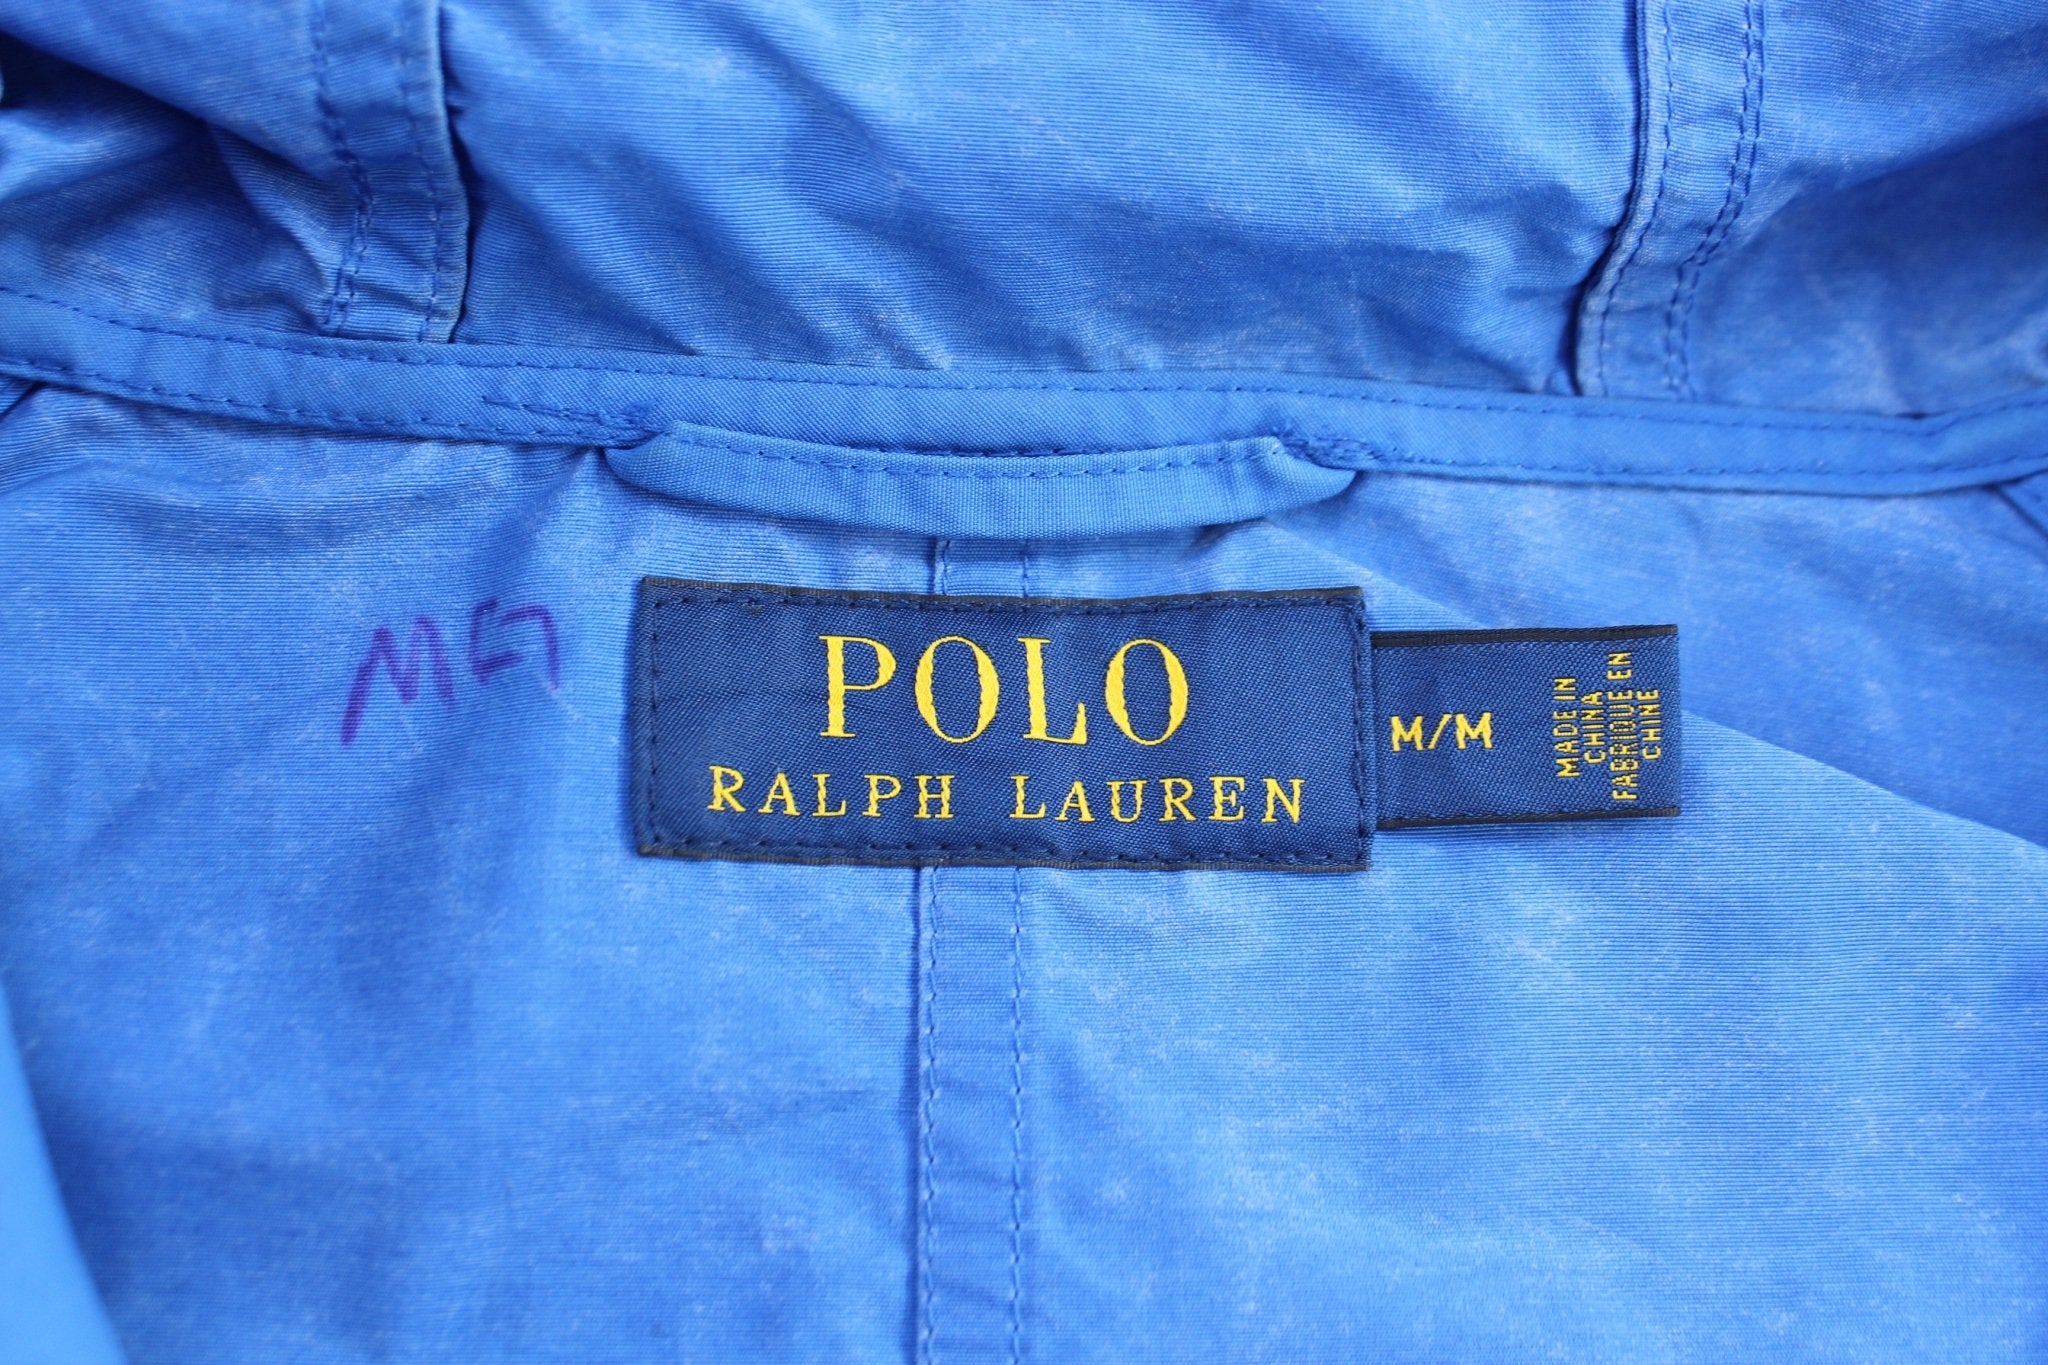 POLO
RALPH LAUREN
M/M
MADE IN
CHINA
FABRIQUE EN
CHINE